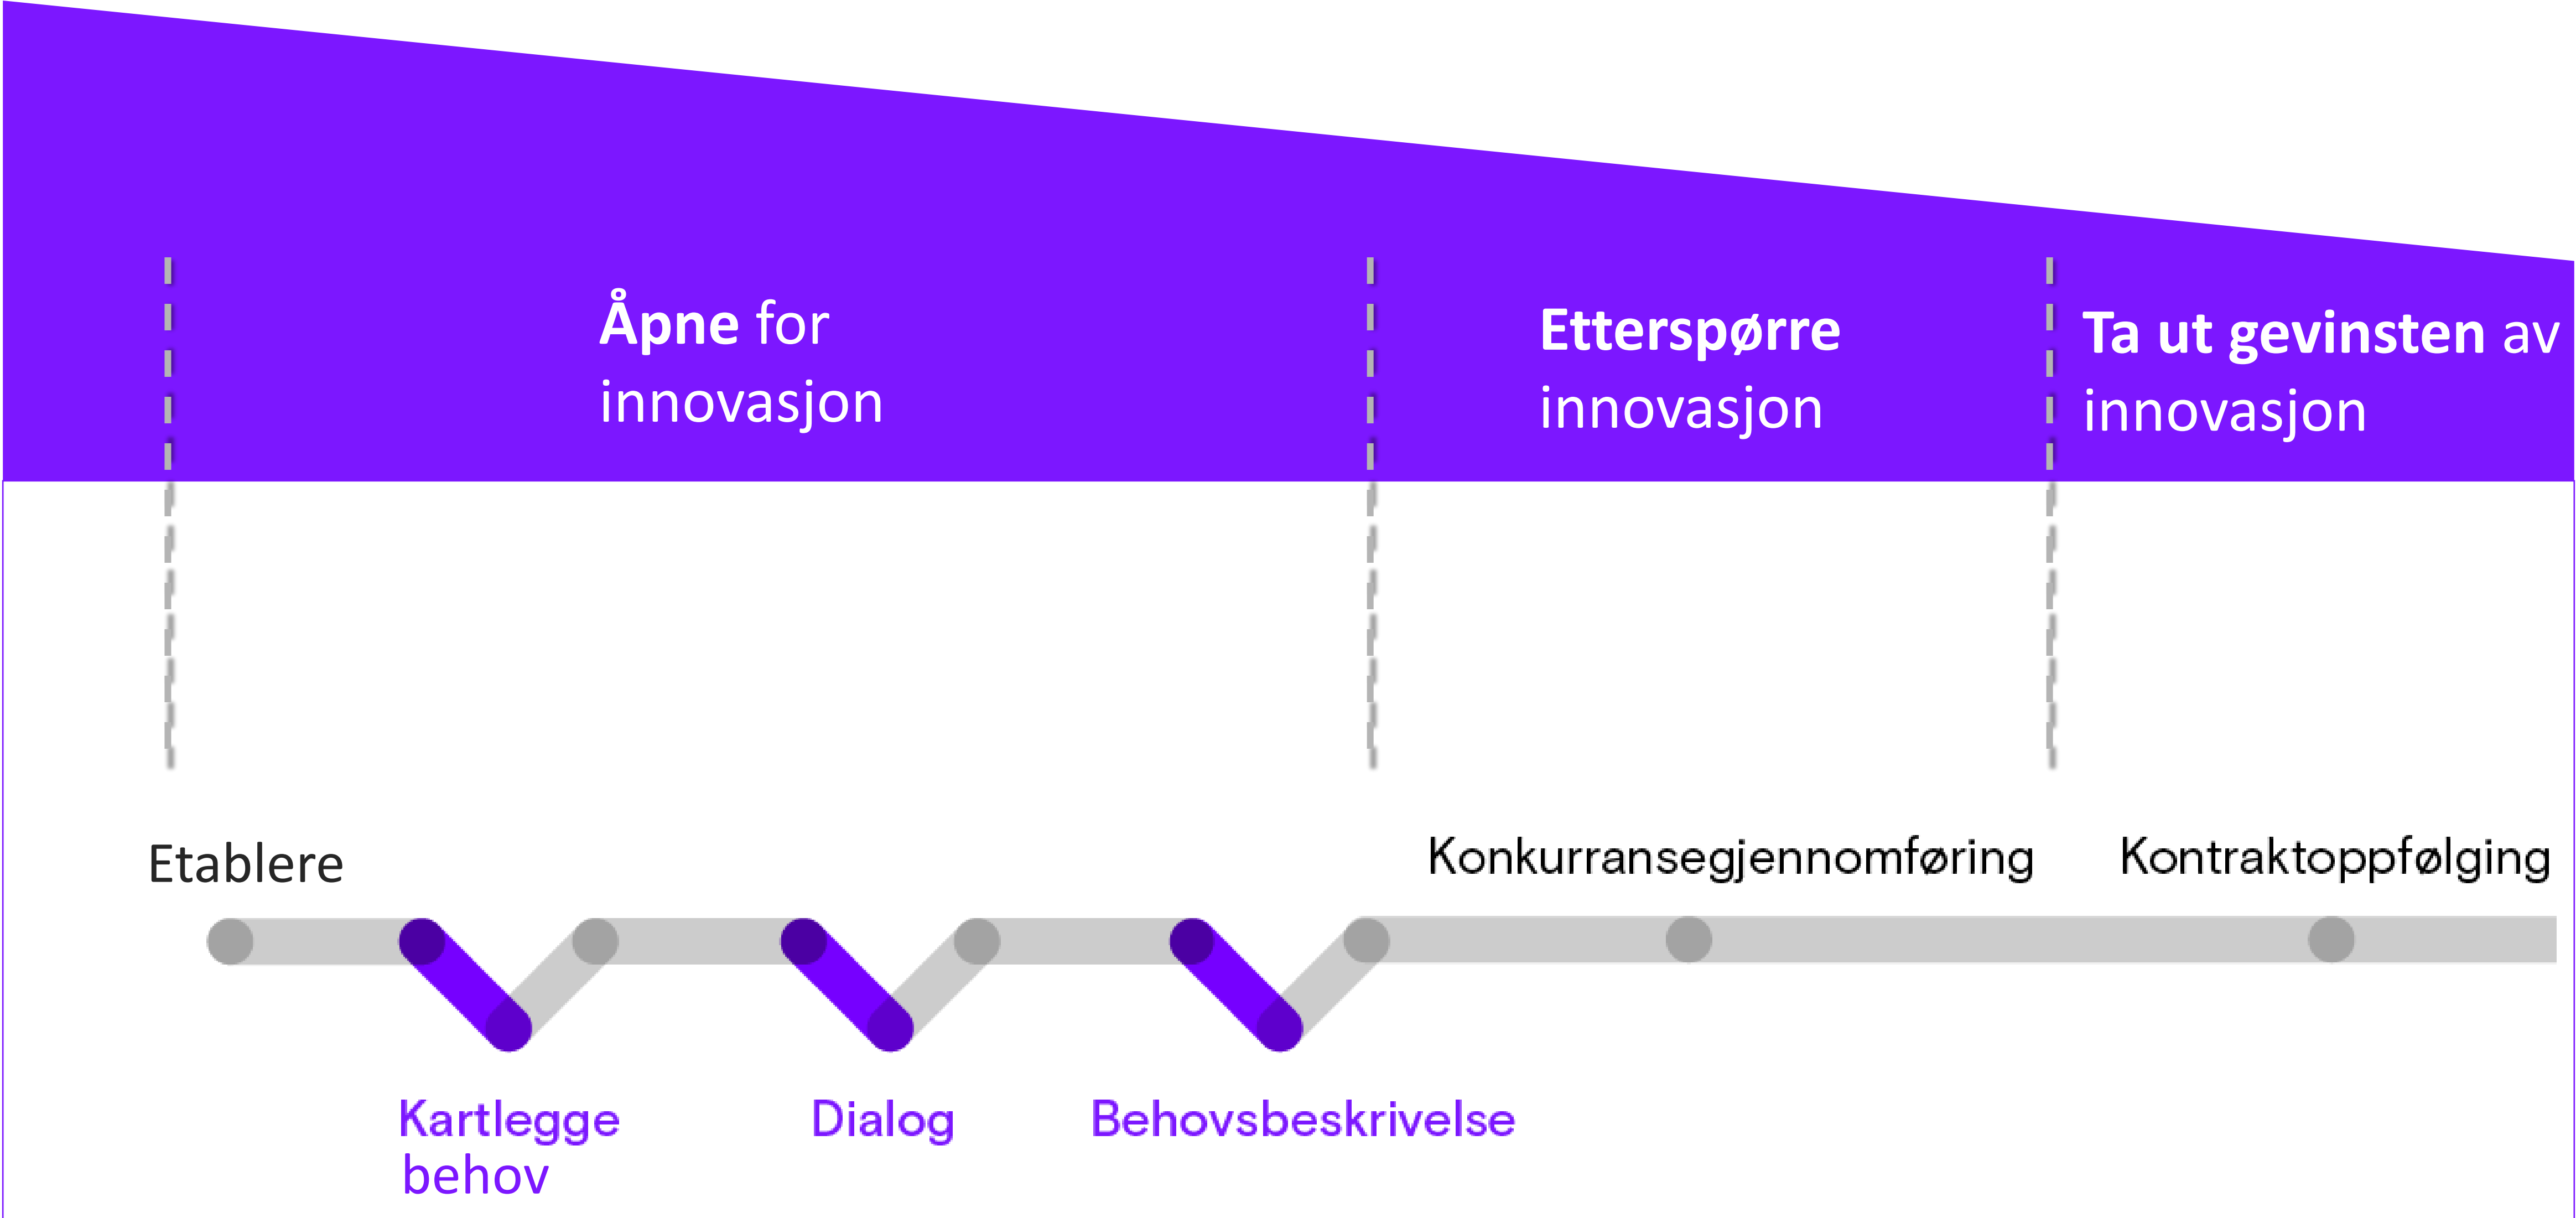 Åpne for
innovasjon
Etterspørre
innovasjon
Ta ut gevinsten av
innovasjon
Etablere
Konkurransegjennomføring
Kontraktoppfølging
Kartlegge
behov
Dialog
Behovsbeskrivelse